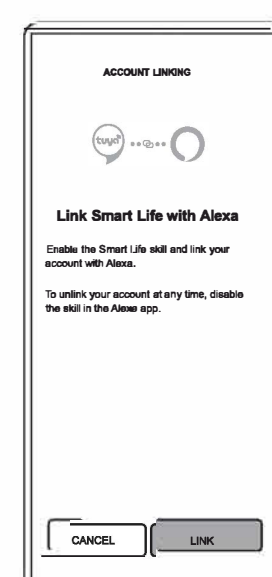 ACCOUNT LINKING
tuya
Link Smart Life with Alexa
Enable the Smart Life skill and link your
account with Alexa.
To unlink your account at any time, disable
the skill in the Alexa app.
CANCEL
LINK